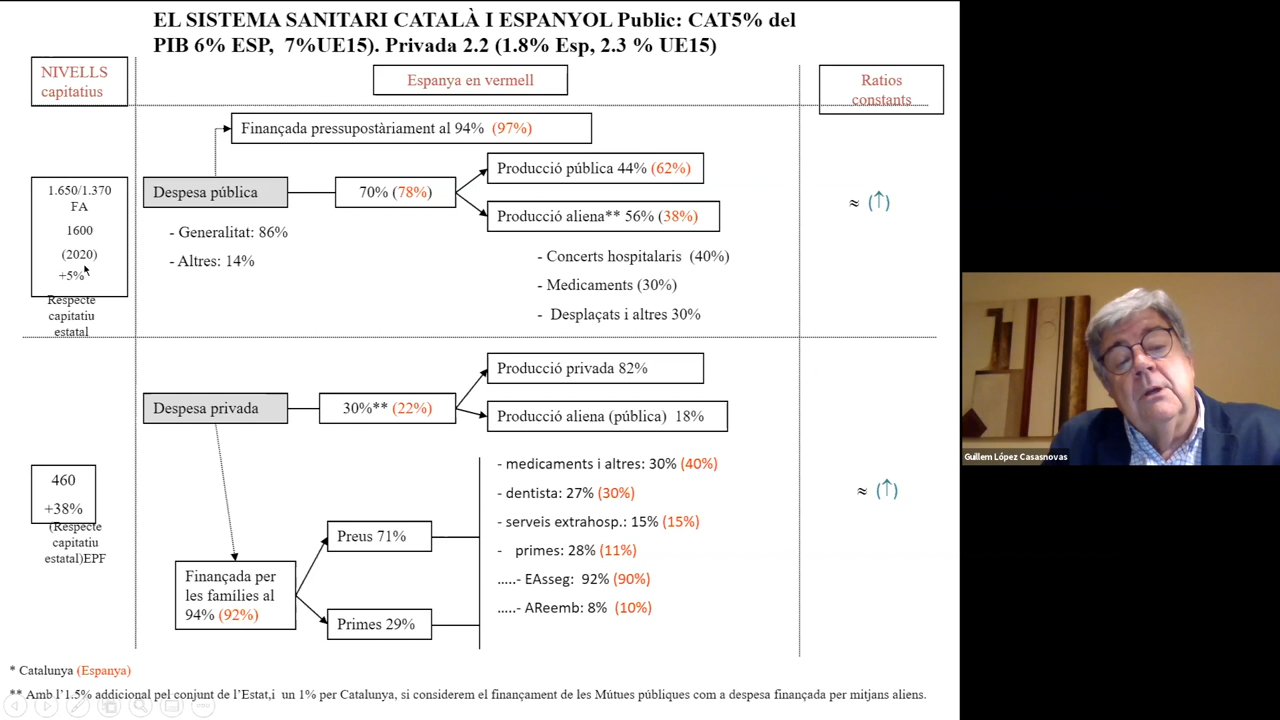 EL SISTEMA SANITARI CATALÀ I ESPANYOL Public: CAT5% del
PIB 6% ESP,  7%UE15). Privada 2.2 (1.8% Esp, 2.3 % UE15)
NIVELLS
capitatius
Espanya en vermell
Ratios
constants
Finançada pressupostàriament al 94%  (97%)
1.650/1.370
FA
1600
(2020)
+5%
Respecte
capitatiu
estatal
Despesa pública
70% (78%)
Producció pública 44% (62%)
Producció aliena** 56% (38%)
≈ (↑)
- Generalitat: 86%
- Altres: 14%
- Concerts hospitalaris  (40%)
- Medicaments (30%)
-  Desplaçats i altres 30%
Despesa privada
30%** (22%)
Producció privada 82%
Producció aliena (pública)  18%
460
+38%
(Respecte
capitatiu
estatal)EPF
≈ (↑)
- medicaments i altres: 30% (40%)
- dentista: 27% (30%)
- serveis extrahosp.: 15% (15%)
-   primes: 28% (11%)
.....- EAsseg:  92% (90%)
.....- AReemb: 8%  (10%)
Preus 71%
Finançada per
les famílies al
94% (92%)
Primes 29%
* Catalunya (Espanya)
** Amb l’1.5% addicional pel conjunt de l’Estat,i  un 1% per Catalunya, si considerem el finançament de les Mútues públiques com a despesa finançada per mitjans aliens.
Guillem López Casasnovas